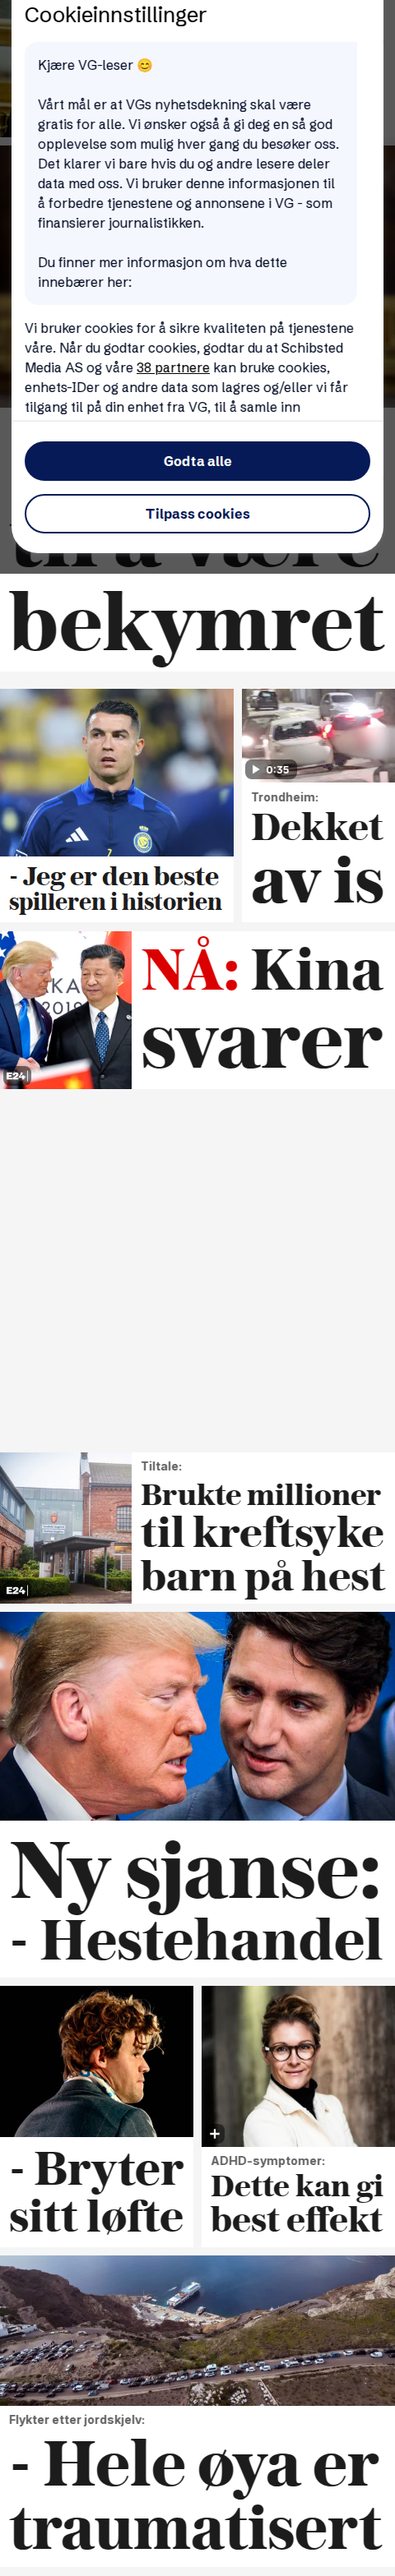 Cookieinnstillinger
Kjære VG-leser 😊
Vårt mål er at VGs nyhetsdekning skal være
gratis for alle. Vi ønsker også å gi deg en så god
opplevelse som mulig hver gang du besøker oss.
Det klarer vi bare hvis du og andre lesere deler
data med oss. Vi bruker denne informasjonen til
å forbedre tjenestene og annonsene i VG - som
finansierer journalistikken.
Du finner mer informasjon om hva dette
innebærer her:
Vi bruker cookies for å sikre kvaliteten på tjenestene
våre. Når du godtar cookies, godtar du at Schibsted
Media AS og våre 38 partnere kan bruke cookies,
enhets-IDer og andre data som lagres og/eller vi får
tilgang til på din enhet fra VG, til å samle inn
Godta alle
Tilpass cookies
til å være
bekymret
0:35
- Jeg er den beste
spilleren i historien
Trondheim:
Dekket
av is
E24
NÅ: Kina
svarer
E24
Tiltale:
Brukte millioner
til kreftsyke
barn på hest
Ny sjanse:
- Hestehandel
- Bryter
sitt løfte
ADHD-symptomer:
Dette kan gi
best effekt
Flykter etter jordskjelv:
- Hele øya er
traumatisert